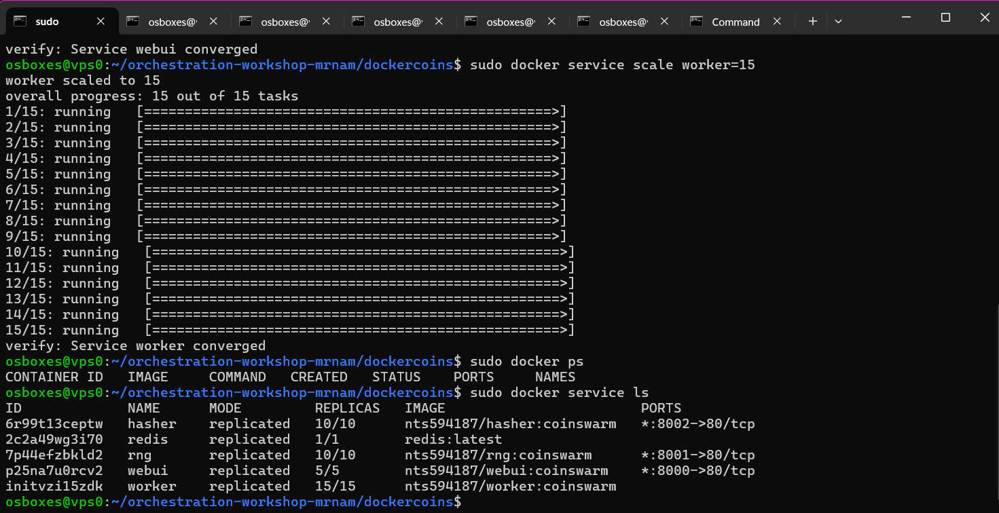 sudo osboxes@' osboxes@' osboxes@' osboxes@' osboxes@' Command
verify: Service webui converged
osboxes@vps0:~/orchestration-workshop-mrnam/dockercoins$ sudo docker service scale worker=15
worker scaled to 15
overall progress: 15 out of 15 tasks
1/15: running   [==================================================>]
2/15: running   [==================================================>]
3/15: running   [==================================================>]
4/15: running   [==================================================>]
5/15: running   [==================================================>]
6/15: running   [==================================================>]
7/15: running   [==================================================>]
8/15: running   [==================================================>]
9/15: running   [==================================================>]
10/15: running   [==================================================>]
11/15: running   [==================================================>]
12/15: running   [==================================================>]
13/15: running   [==================================================>]
14/15: running   [==================================================>]
15/15: running   [==================================================>]
verify: Service worker converged
osboxes@vps0:~/orchestration-workshop-mrnam/dockercoins$ sudo docker ps
CONTAINER ID   IMAGE     COMMAND   CREATED   STATUS    PORTS     NAMES
osboxes@vps0:~/orchestration-workshop-mrnam/dockercoins$ sudo docker service ls
ID             NAME      MODE         REPLICAS   IMAGE                        PORTS
6r99t13ceptw   hasher    replicated   10/10      nts594187/hasher:coinswarm   *:8002->80/tcp
2c2a49wg3i70   redis     replicated   1/1        redis:latest
7p44efzbkld2   rng       replicated   10/10      nts594187/rng:coinswarm      *:8001->80/tcp
p25na7u0rcv2   webui     replicated   5/5        nts594187/webui:coinswarm    *:8000->80/tcp
initvzi15zdk   worker    replicated   15/15      nts594187/worker:coinswarm
osboxes@vps0:~/orchestration-workshop-mrnam/dockercoins$